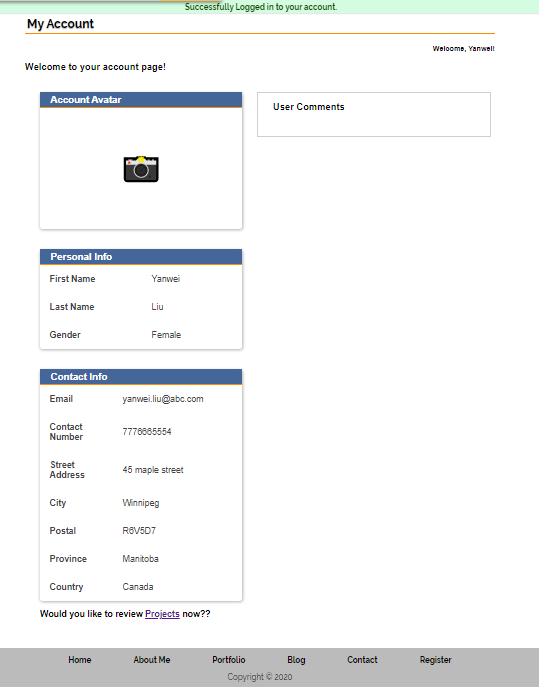 Successfully Logged in to your account.
My Account
Welcome, Yanwei!
Welcome to your account page!
Account Avatar
User Comments
Personal Info
First Name Yanwei
Last Name Liu
Gender Female
Contact Info
Email yanwei.liu@abc.com
Contact
Number
7776665554
Street
Address
45 maple street
City Winnipeg
Postal R6V5D7
Province Manitoba
Country Canada
Would you like to review Projects now??
Home About Me Portfolio Blog Contact Register
Copyright © 2020